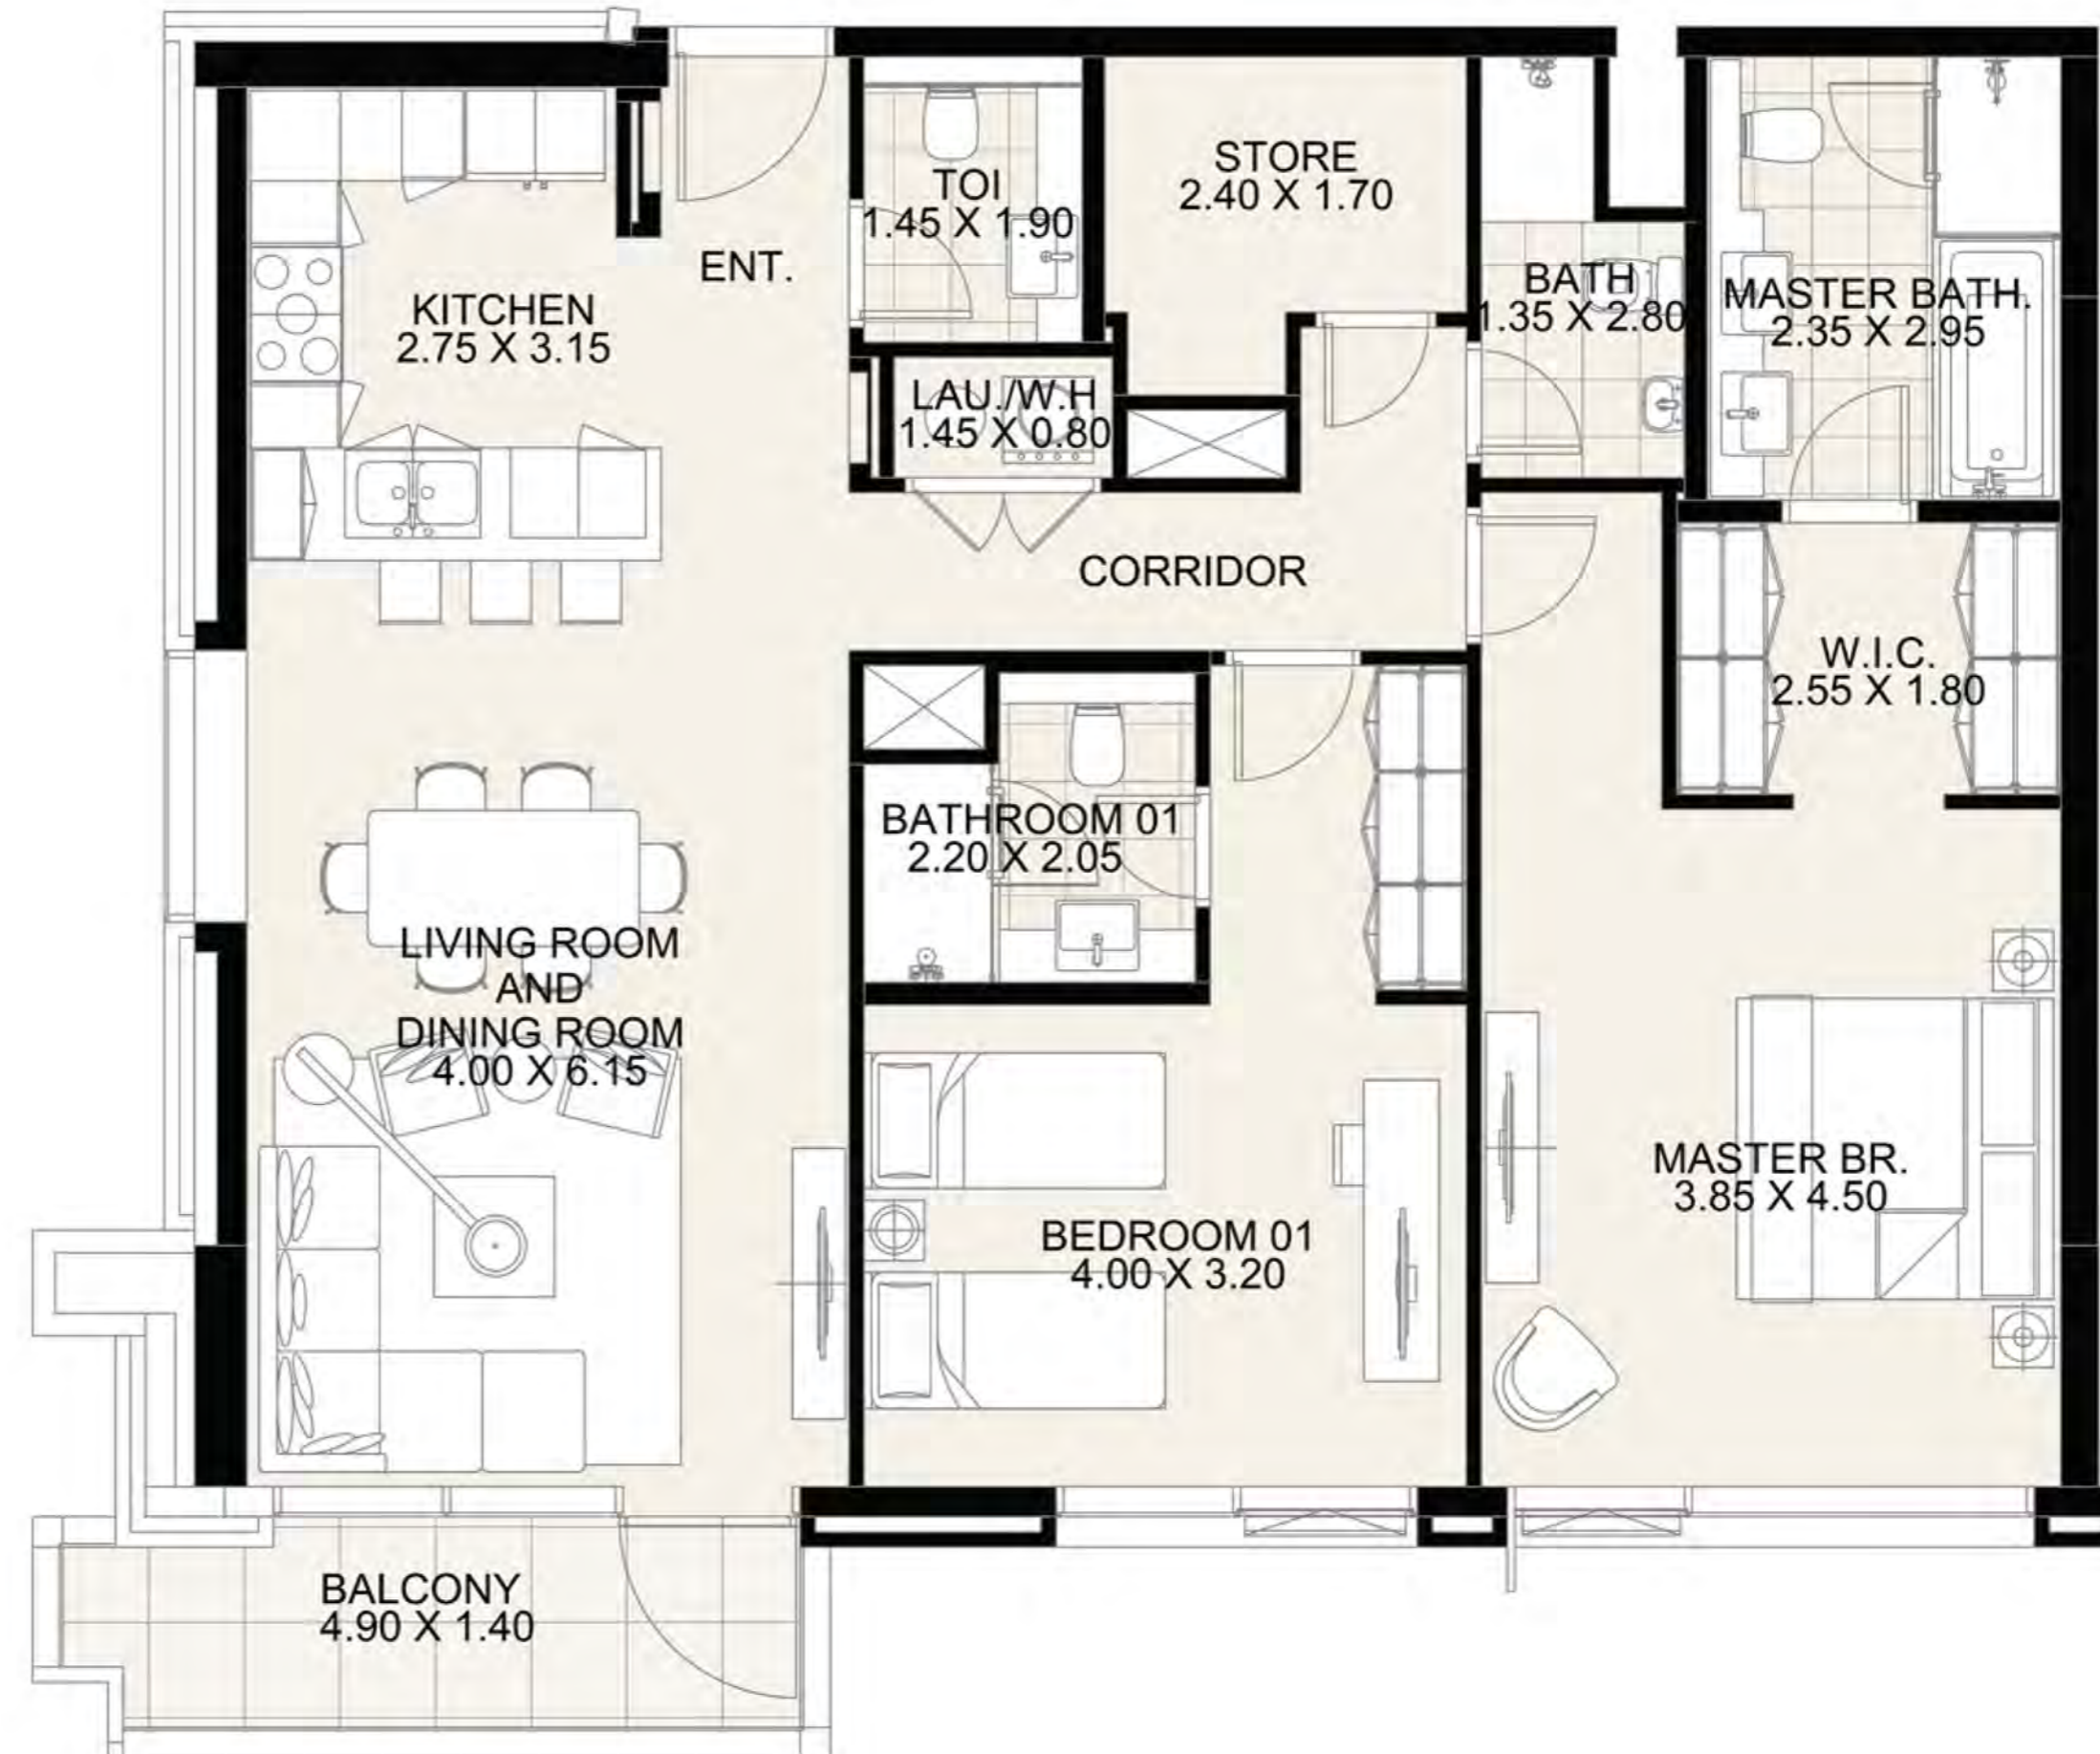 STORE
2.40 X 1.70
TOI
1.45 X 1.90
ENT.
KITCHEN
2.75 X 3.15
BATH
1.35 X 2.80
MASTER BATH.
2.35 X 2.95
LAU./W.H
1.45 X 0.80
CORRIDOR
W.I.C.
2.55 X 1.80
BATHROOM 01
2.20 X 2.05
LIVING ROOM
AND
DINING ROOM
4.00 X 6.15
MASTER BR.
3.85 X 4.50
BEDROOM 01
4.00 X 3.20
BALCONY
4.90 X 1.40